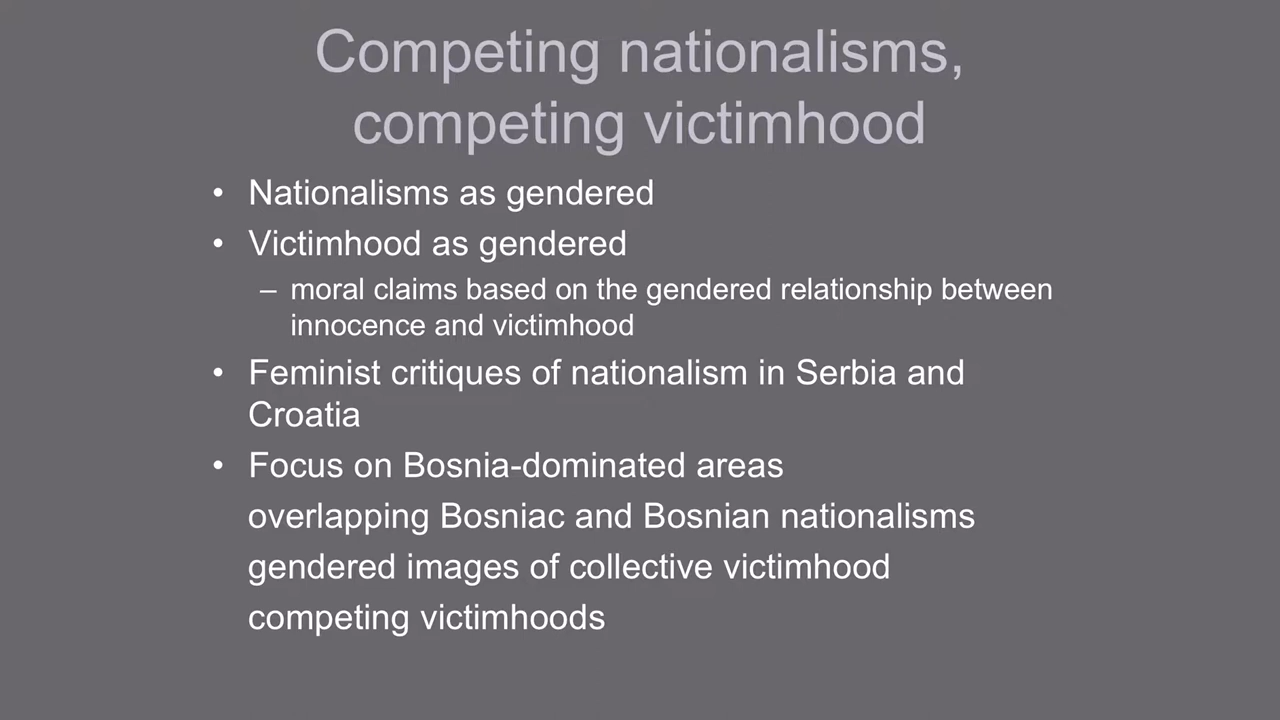 Competing nationalisms,
competing victimhood
• Nationalisms as gendered
• Victimhood as gendered
– moral claims based on the gendered relationship between
innocence and victimhood
• Feminist critiques of nationalism in Serbia and
Croatia
• Focus on Bosnia-dominated areas
overlapping Bosniac and Bosnian nationalisms
gendered images of collective victimhood
competing victimhoods